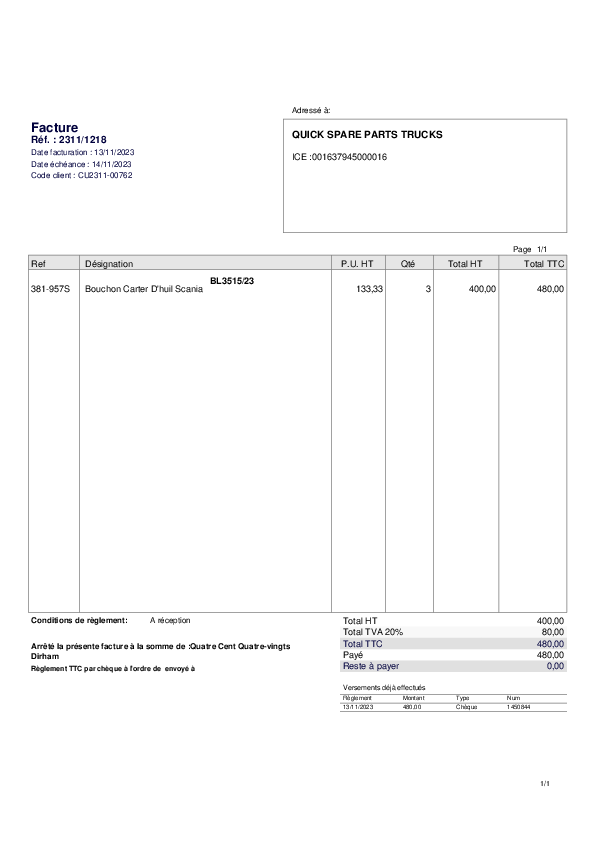 Adressé à:
Facture
Réf. : 2311/1218
Date facturation : 13/11/2023
Date échéance : 14/11/2023
Code client : CU2311-00762
QUICK SPARE PARTS TRUCKS
ICE :001637945000016
Page 1/1
Ref Désignation P.U. HT Qté Total HT Total TTC
BL3515/23
381-957S Bouchon Carter D'huil Scania 133,33 3 400,00 480,00
Conditions de règlement: A réception
Arrêté la présente facture à la somme de :Quatre Cent Quatre-vingts
Dirham
Règlement TTC par chèque à l'ordre de envoyé à
Total HT 400,00
Total TVA 20% 80,00
Total TTC 480,00
Payé 480,00
Reste à payer 0,00
Versements déjà effectués
Règlement Montant Type Num
13/11/2023 480,00 Chèque 1450844
1/1